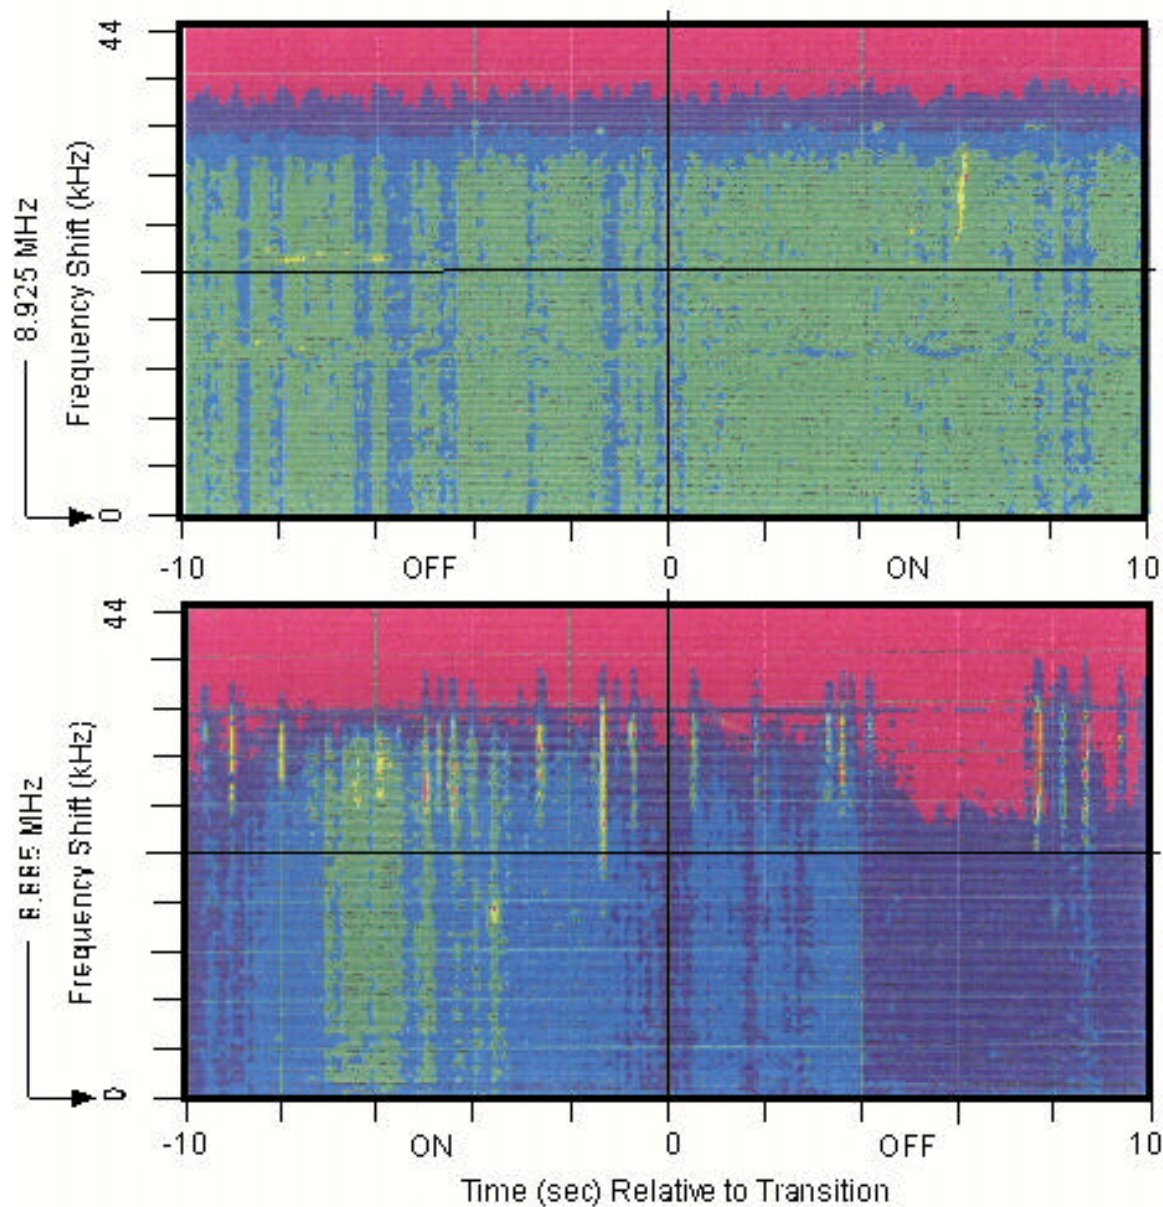 44
Frequency Shift (kHz)
8.925 MHz
0
-10 OFF 0 ON 10
44
Frequency Shift (kHz)
MHz
0
-10 ON 0 OFF 10
Time (sec) Relative to Transition